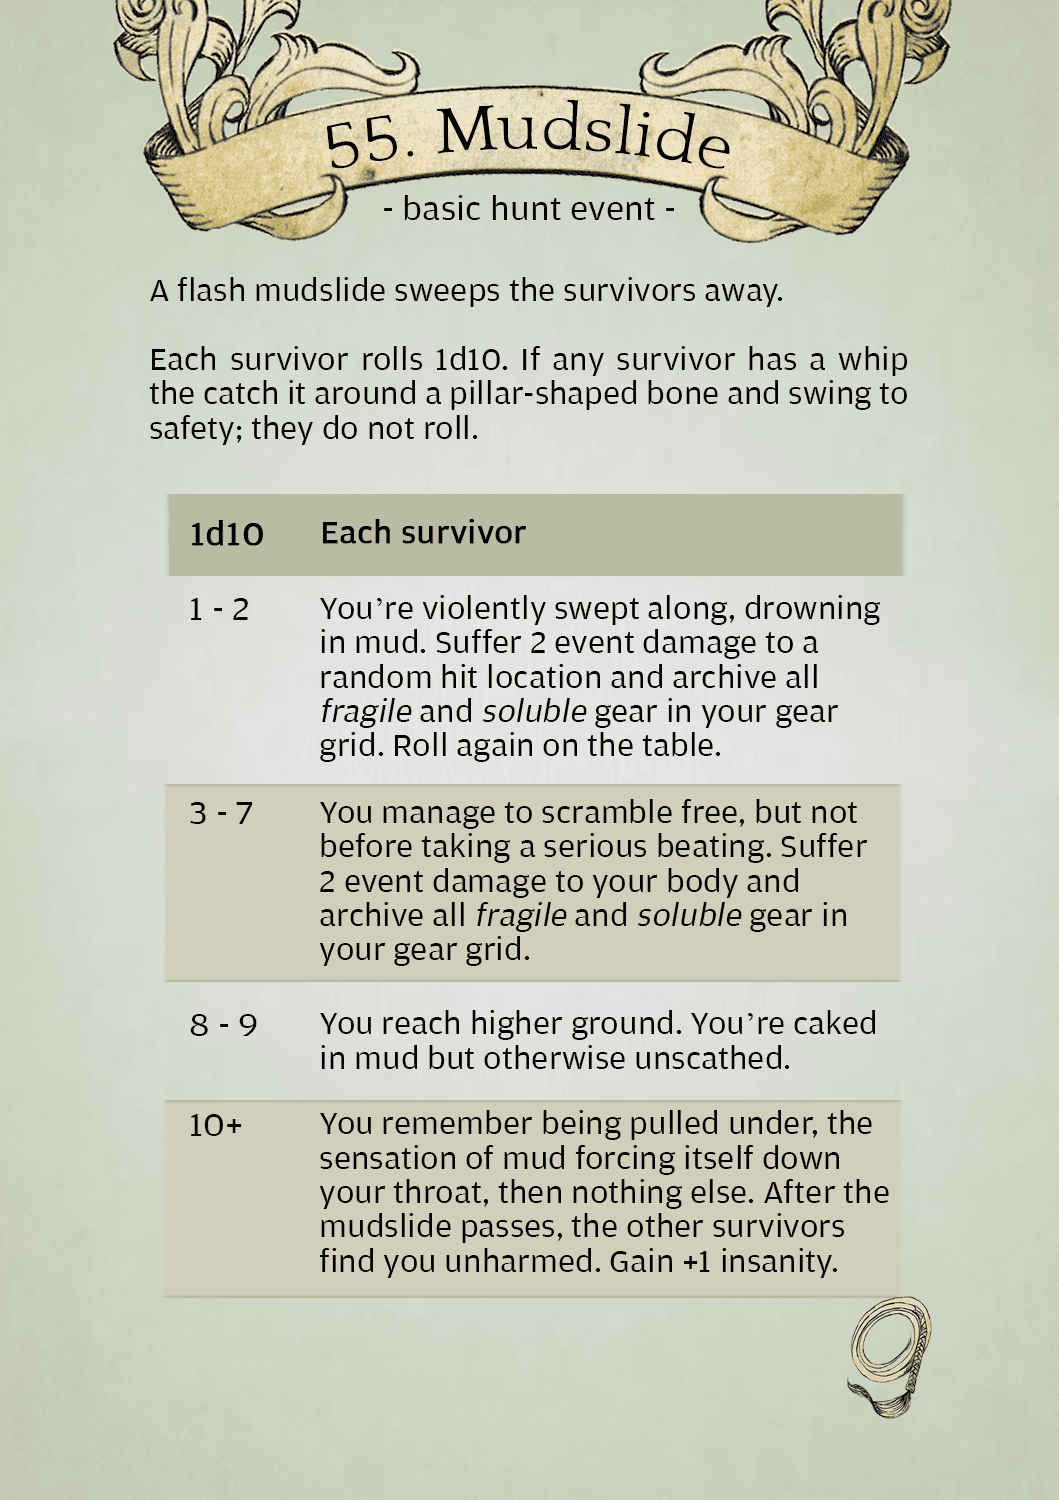 55. Mudslide
- basic hunt event -
A flash mudslide sweeps the survivors away.
Each survivor rolls 1d10. If any survivor has a whip
the catch it around a pillar-shaped bone and swing to
safety; they do not roll.
1d10 Each survivor
1 - 2 You’re violently swept along, drowning
in mud. Suffer 2 event damage to a
random hit location and archive all
fragile and soluble gear in your gear
grid. Roll again on the table.
3 - 7 You manage to scramble free, but not
before taking a serious beating. Suffer
2 event damage to your body and
archive all fragile and soluble gear in
your gear grid.
8 - 9 You reach higher ground. You’re caked
in mud but otherwise unscathed.
10+ You remember being pulled under, the
sensation of mud forcing itself down
your throat, then nothing else. After the
mudslide passes, the other survivors
find you unharmed. Gain +1 insanity.